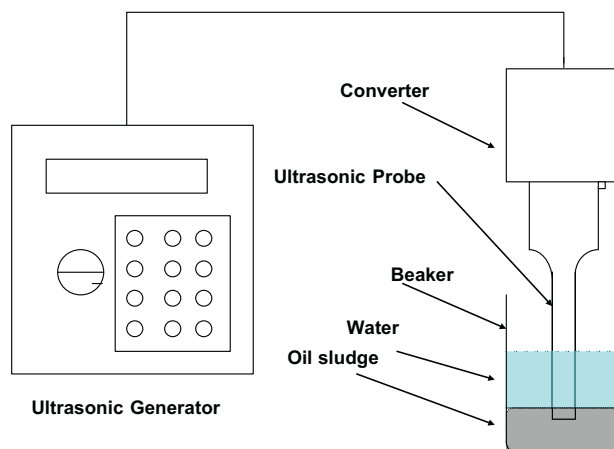 Converter
Ultrasonic Probe
Beaker
Water
Oil sludge
Ultrasonic Generator